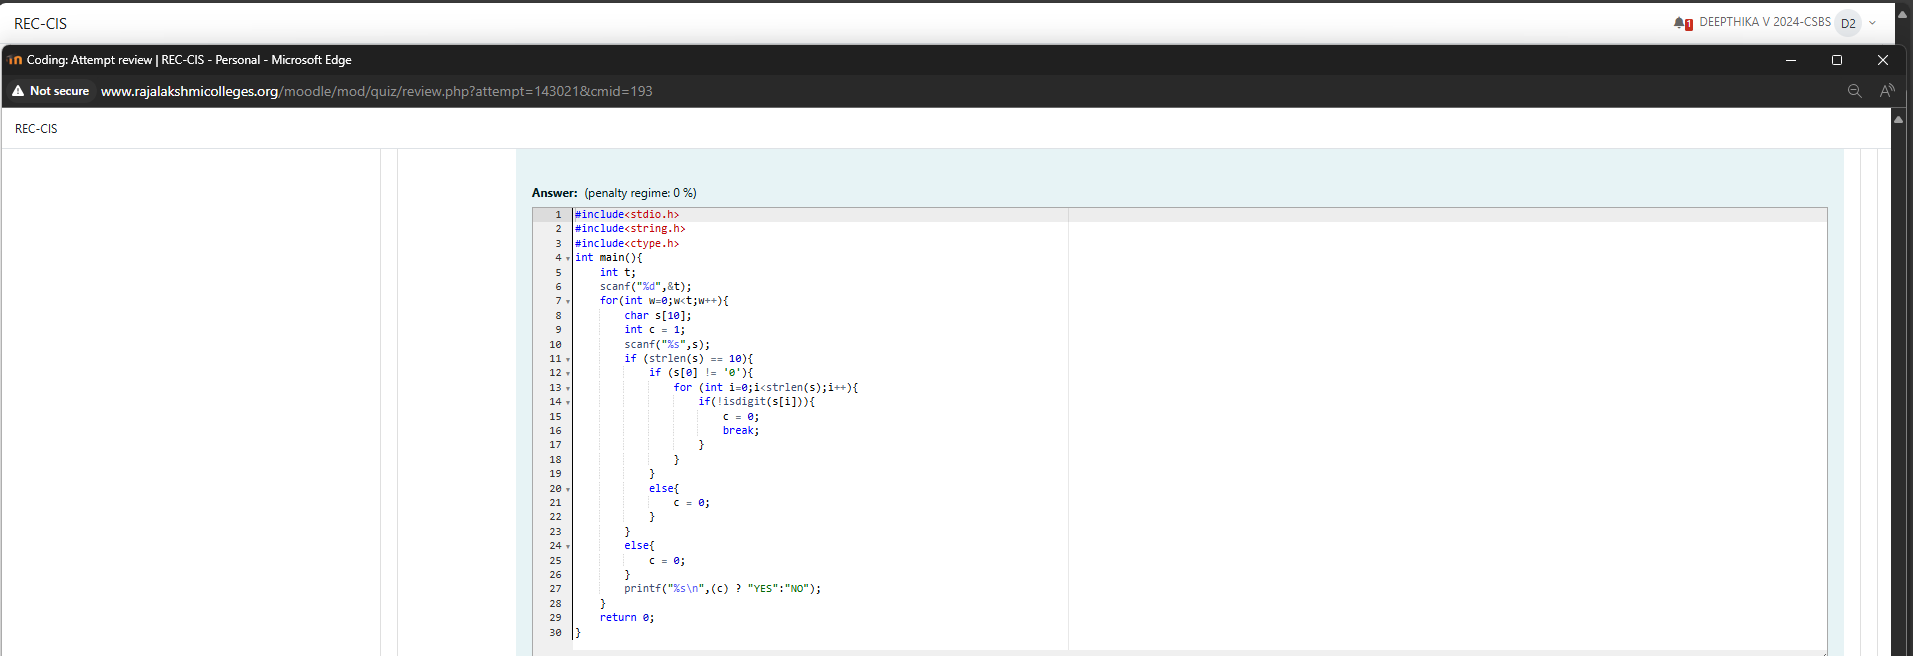 REC-CIS
1 DEEPTHIKA V 2024-CSBS D2
Coding: Attempt review | REC-CIS - Personal - Microsoft Edge
Not secure www.rajalakshmicolleges.org/moodle/mod/quiz/review.php?attempt=143021&cmid=193
REC-CIS
Answer: (penalty regime: 0 %)
1 #include<stdio.h>
2 #include<string.h>
3 #include<ctype.h>
4 int main(){
5     int t;
6     scanf("%d",&t);
7     for(int w=0;w<t;w++){
8         char s[10];
9         int c = 1;
10         scanf("%s",s);
11         if (strlen(s) == 10){
12             if (s[0] != '0'){
13                 for (int i=0;i<strlen(s);i++){
14                     if(!isdigit(s[i])){
15                         c = 0;
16                         break;
17                     }
18                 }
19             }
20             else{
21                 c = 0;
22             }
23         }
24         else{
25             c = 0;
26         }
27         printf("%s\n",(c) ? "YES":"NO");
28     }
29     return 0;
30 }